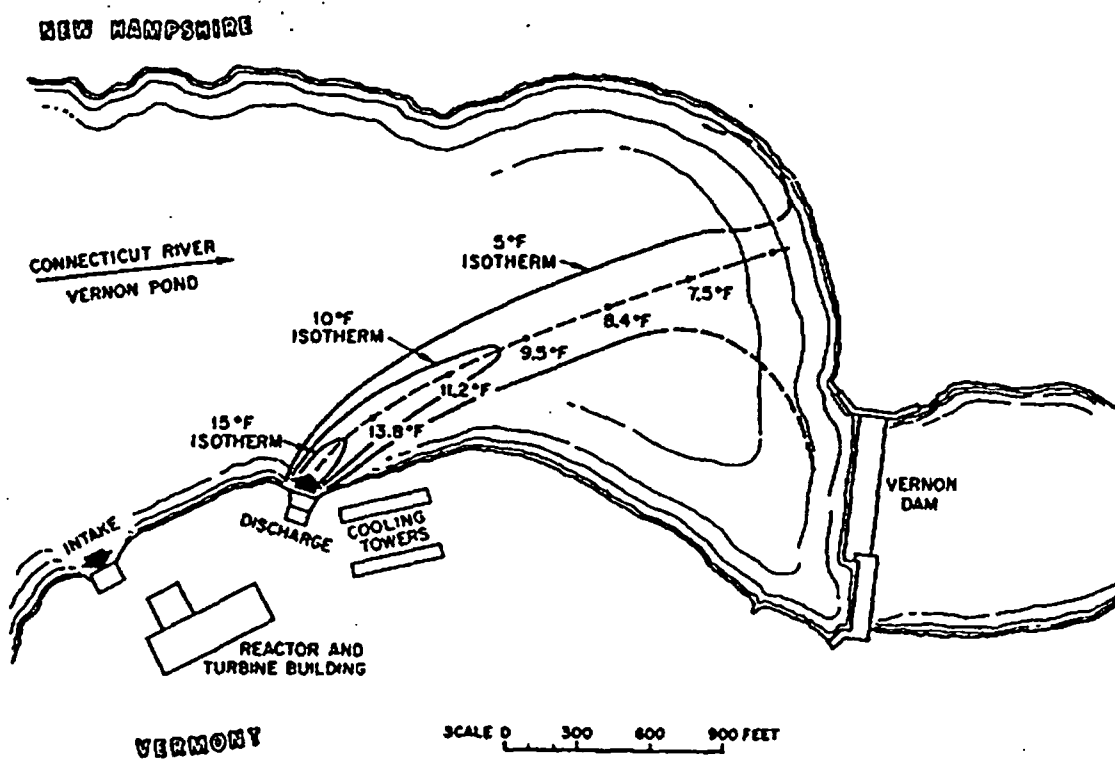 NEW HAMPSHIRE
CONNECTICUT RIVER
VERNON POND
5°F
ISOTHERM
7.5°F
8.4°F
10°F
ISOTHERM
9.5°F
11.2°F
15°F
ISOTHERM
13.8°F
INTAKE
DISCHARGE
COOLING
TOWERS
VERNON
DAM
REACTOR AND
TURBINE BUILDING
VERMONT
SCALE 0 300 600 900 FEET